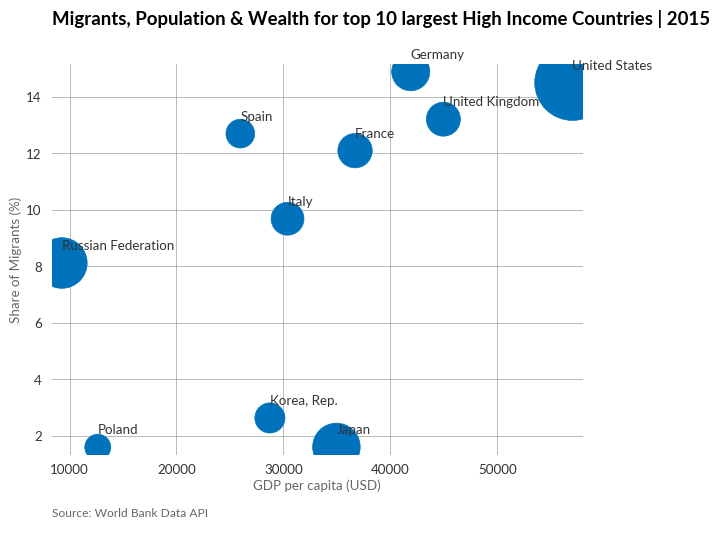 Migrants, Population & Wealth for top 10 largest High Income Countries | 2015
Germany
United States
14
United Kingdom
Spain
France
12
Share of Migrants (%)
10
Italy
Russian Federation
8
6
4
Korea, Rep.
Poland
Japan
2
10000 20000 30000 40000 50000
GDP per capita (USD)
Source: World Bank Data API